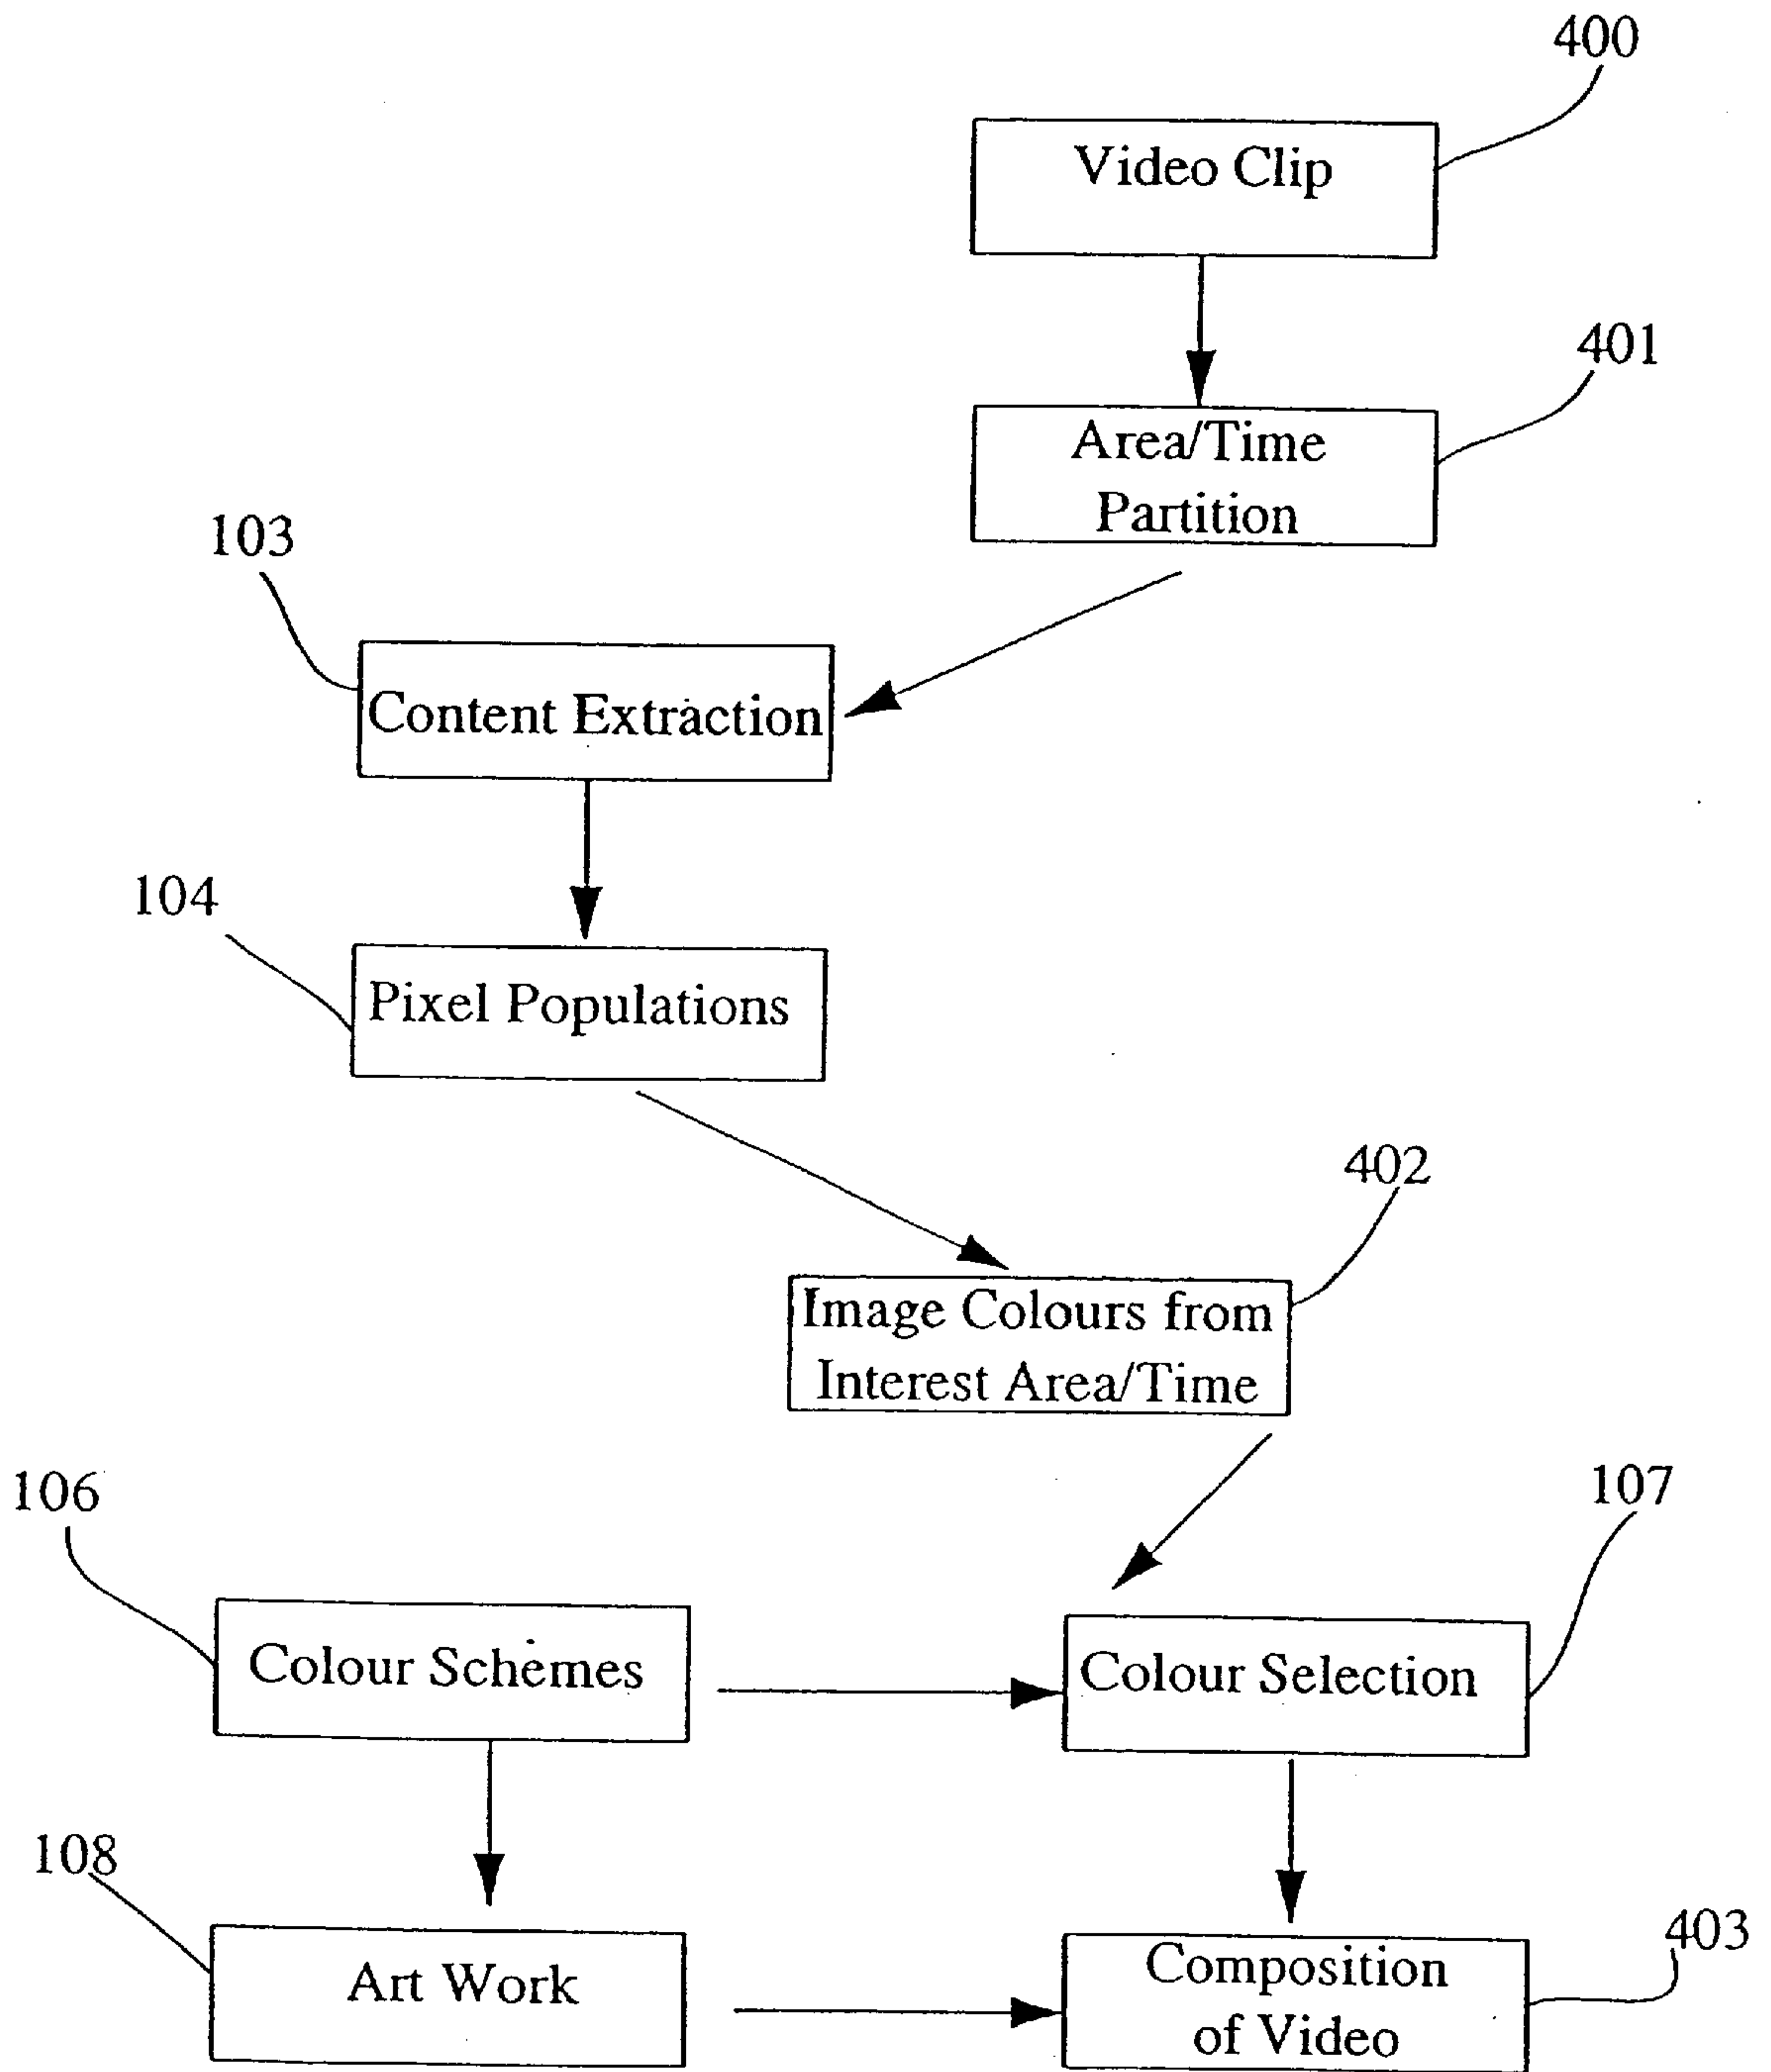 400
Video Clip
401
Area/Time
Partition
103
Content Extraction
104
Pixel Populations
402
Image Colours from
Interest Area/Time
106
107
Colour Schemes
Colour Selection
108
403
Art Work
Composition
of Video